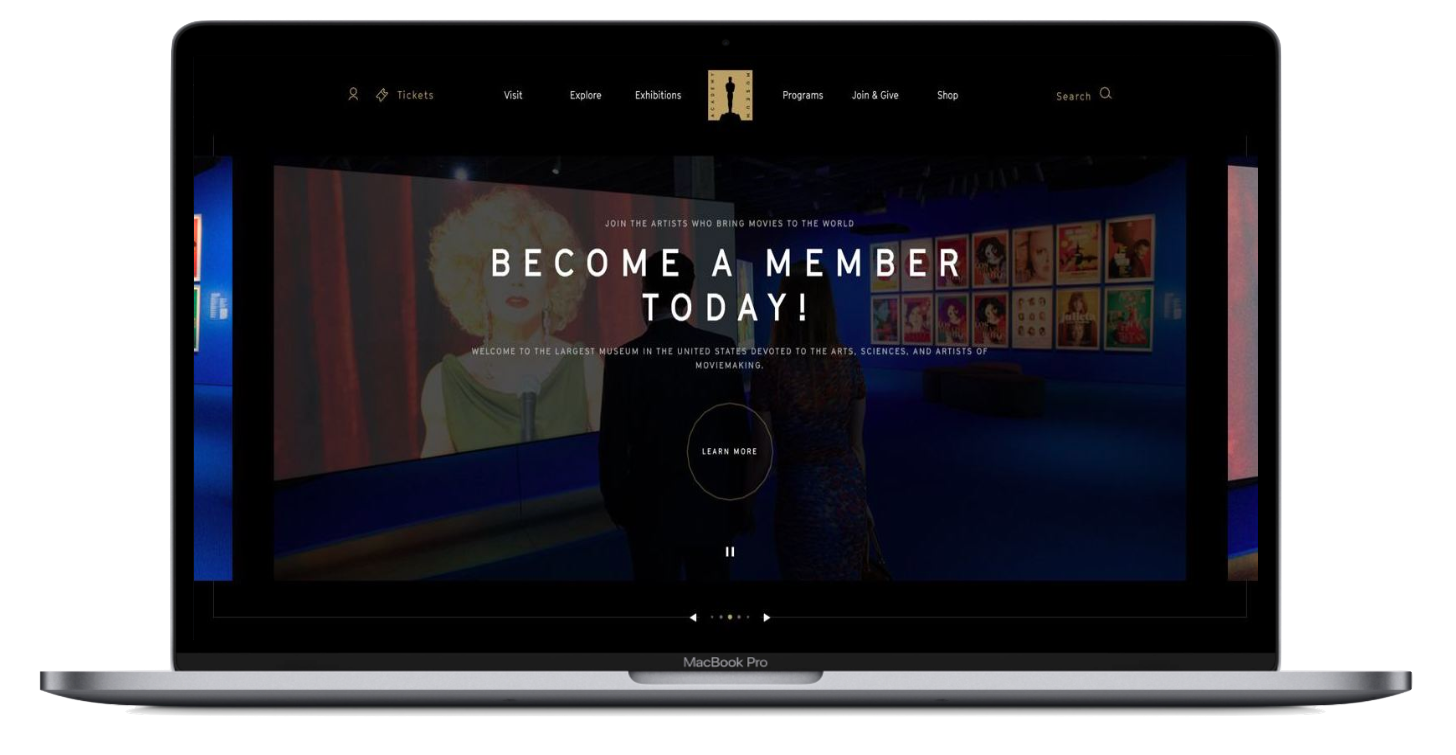 Tickets
Visit
Explore
Exhibitions
ACADEMY
MUSEUM
Programs
Join & Give
Shop
Search
JOIN THE ARTISTS WHO BRING MOVIES TO THE WORLD
BECOME A MEMBER
TODAY!
WELCOME TO THE LARGEST MUSEUM IN THE UNITED STATES DEVOTED TO THE ARTS, SCIENCES, AND ARTISTS OF
MOVIEMAKING.
LEARN MORE
MacBook Pro